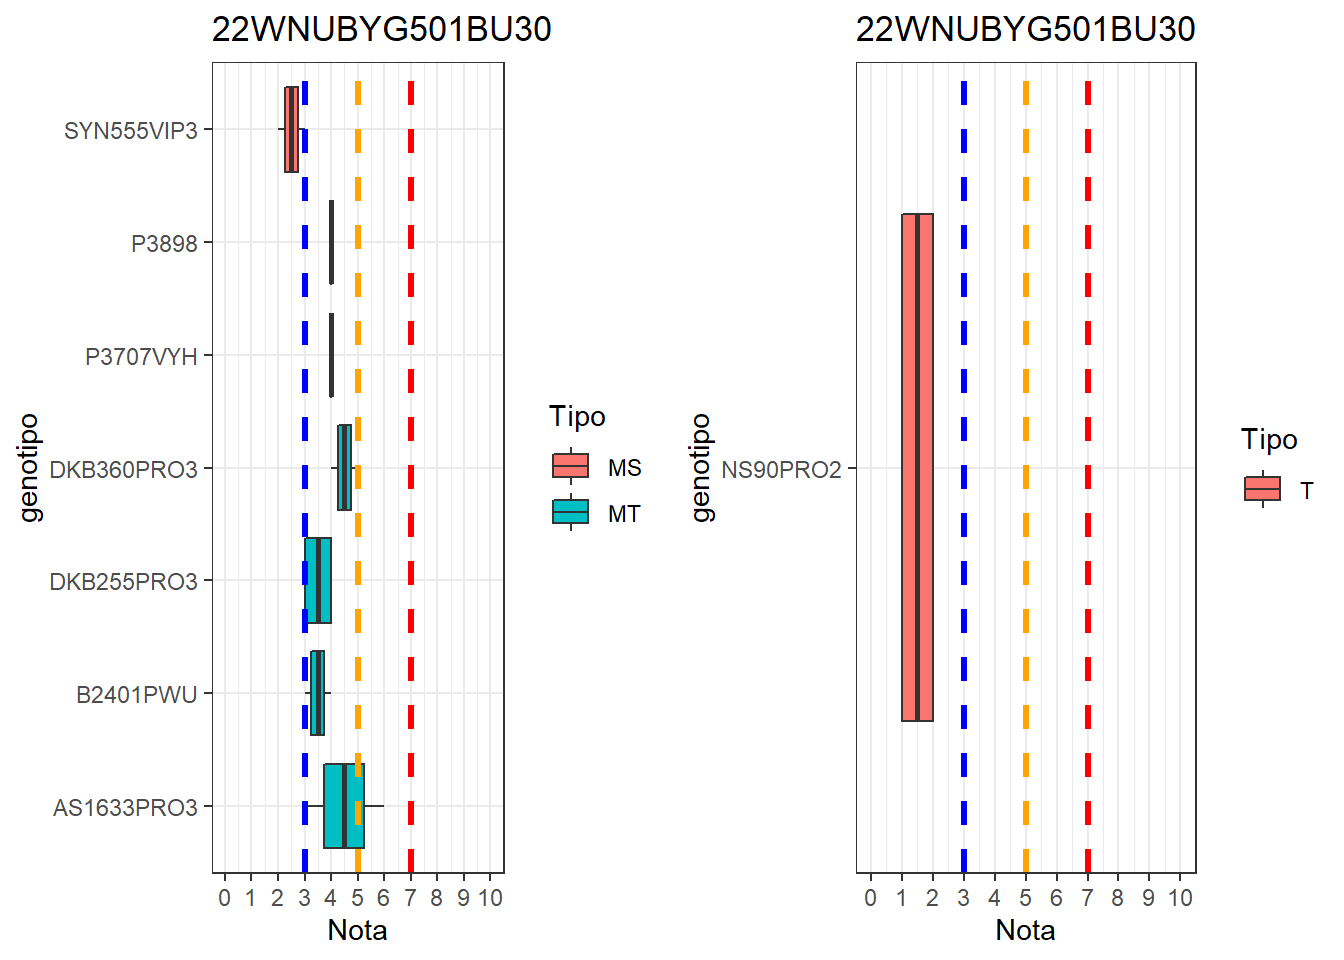 22WNUBYG501BU30
SYN555VIP3
P3898
P3707VYH
DKB360PRO3
DKB255PRO3
B2401PWU
AS1633PRO3
genotipo
0 1 2 3 4 5 6 7 8 9 10
Nota
Tipo
MS
MT
22WNUBYG501BU30
NS90PRO2
genotipo
0 1 2 3 4 5 6 7 8 9 10
Nota
Tipo
T